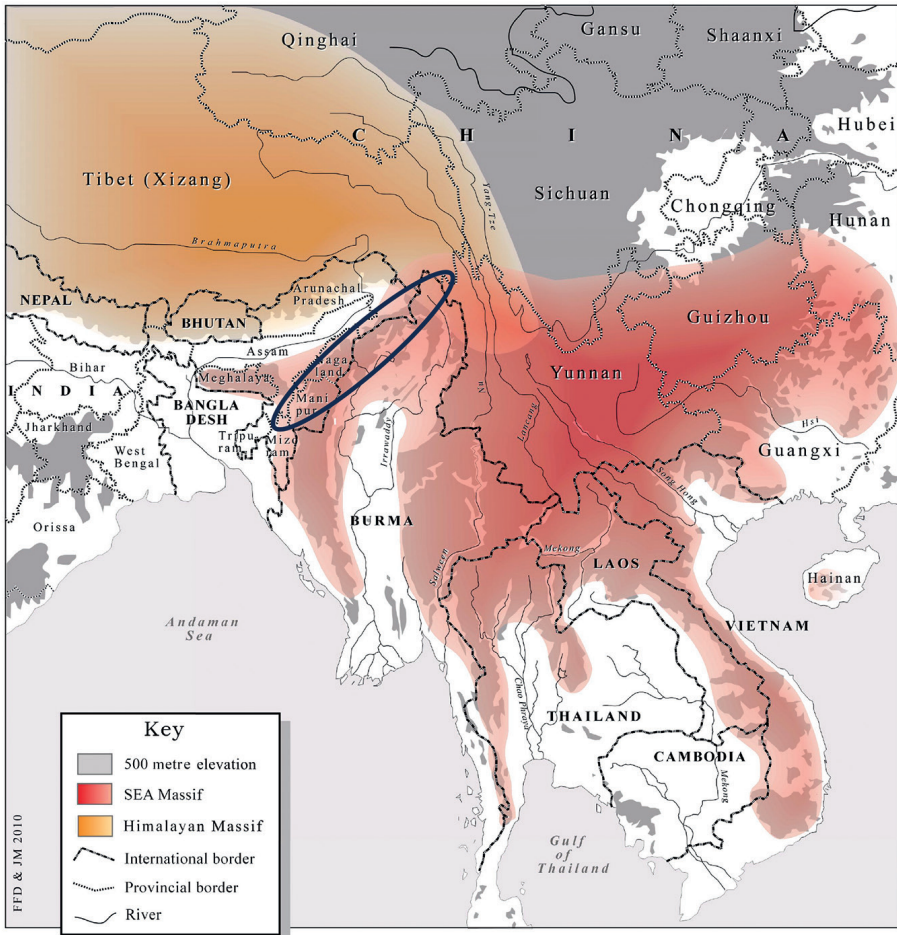 Qinghai
Gansu
Shaanxi
Hubei
C H I N A
Tibet (Xizang)
Yang-Tze
Sichuan
Chongqing
Hunan
Brahmaputra
Arunachal
Pradesh
NEPAL
BHUTAN
Guizhou
Assam
Bihar
Meghalaya
Naga
land
Yunnan
INDIA
BANGLA
DESH
Mani
pur
Nu
Lancang
Hsi
Jharkhand
West
Bengal
Tripu
ram
Mizo
ram
Irrawaddy
Guangxi
Song Hong
Orissa
BURMA
Salween
Mekong
LAOS
Hainan
Andaman
Sea
VIETNAM
Chao Phraya
THAILAND
CAMBODIA
Mekong
Gulf
of
Thailand
Key
500 metre elevation
SEA Massif
Himalayan Massif
International border
Provincial border
River
FFD & JM 2010